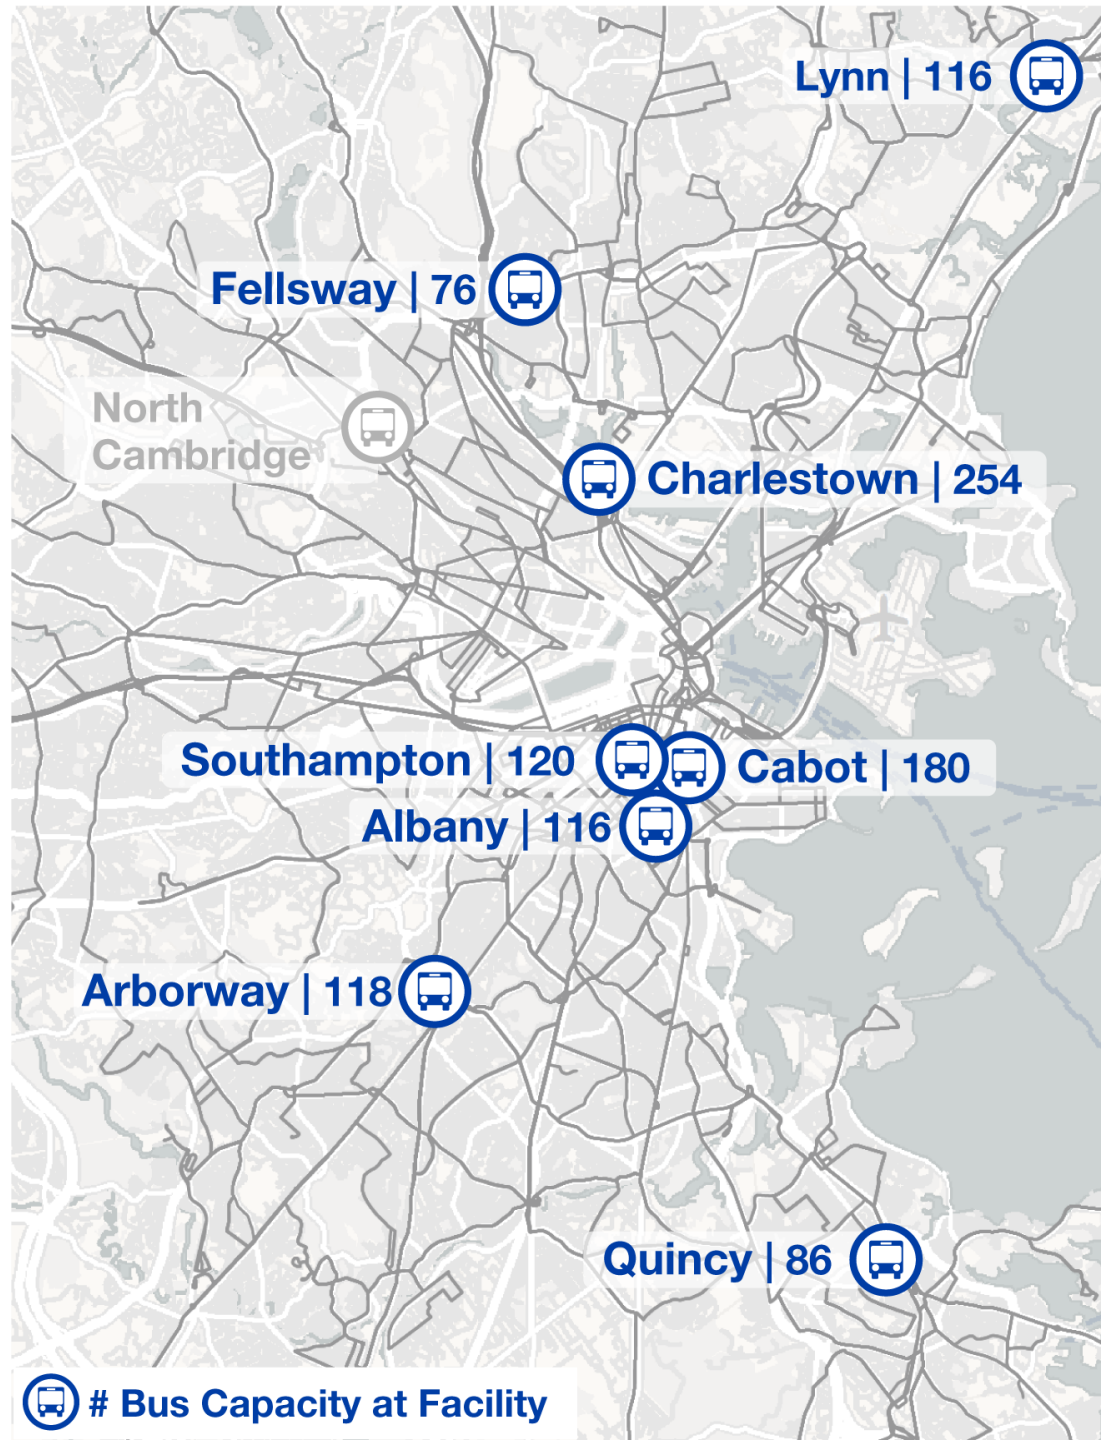 Lynn | 116
Fellsway | 76
North
Cambridge
Charlestown | 254
Southampton | 120
Cabot | 180
Albany | 116
Arborway | 118
Quincy | 86
# Bus Capacity at Facility